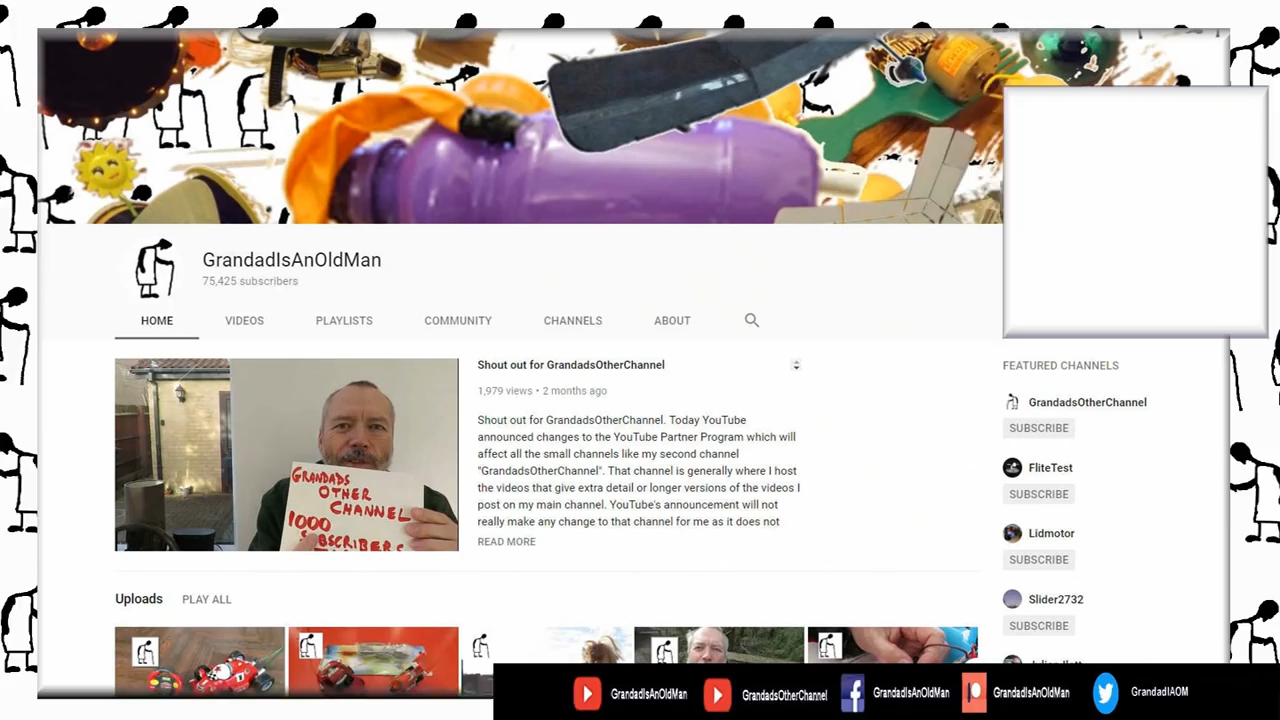 GrandadIsAnOldMan
75,425 subscribers
HOME VIDEOS PLAYLISTS COMMUNITY CHANNELS ABOUT
GRANDADS
OTHER
CHANNEL
1000
SUBSCRIBERS
Shout out for GrandadsOtherChannel
1,979 views • 2 months ago
Shout out for GrandadsOtherChannel. Today YouTube
announced changes to the YouTube Partner Program which will
affect all the small channels like my second channel
"GrandadsOtherChannel". That channel is generally where I host
the videos that give extra detail or longer versions of the videos I
post on my main channel. YouTube's announcement will not
really make any change to that channel for me as it does not
READ MORE
FEATURED CHANNELS
GrandadsOtherChannel
SUBSCRIBE
FliteTest
SUBSCRIBE
Lidmotor
SUBSCRIBE
Slider2732
SUBSCRIBE
Uploads PLAY ALL
GrandadIsAnOldMan GrandadsOtherChannel GrandadIsAnOldMan GrandadIsAnOldMan GrandadIAOM